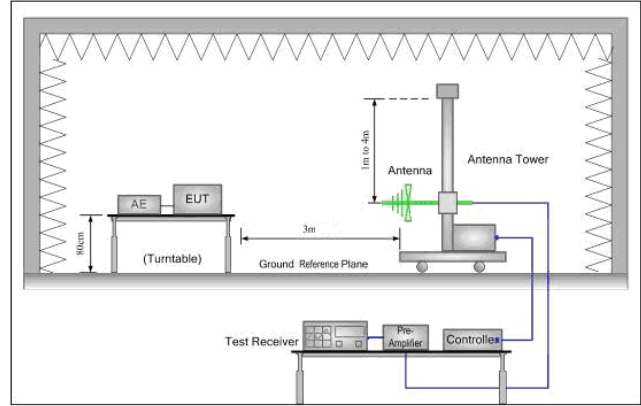 1m to 4m
Antenna
Antenna Tower
AE
EUT
80cm
(Turntable)
3m
Ground Reference Plane
Test Receiver
Pre-
Amplifier
Controller